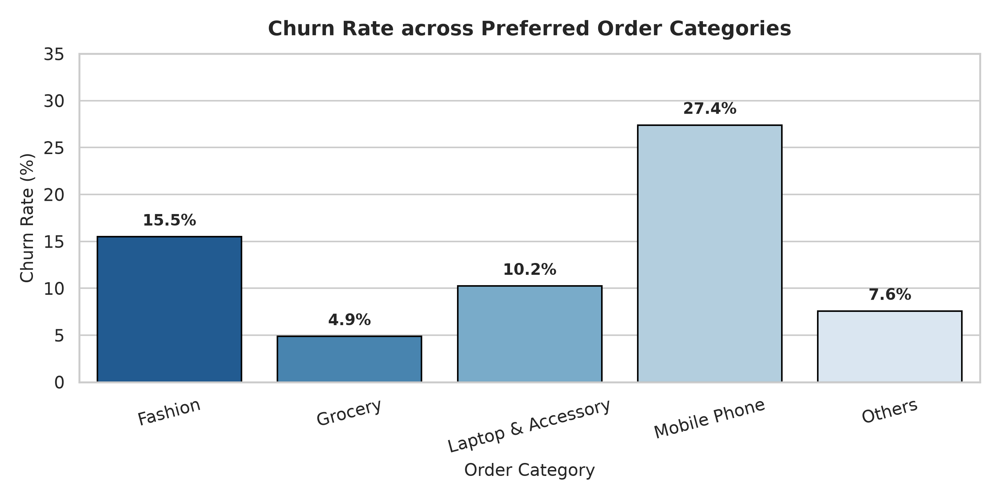 Churn Rate across Preferred Order Categories
Churn Rate (%)
35
30
25
20
15
10
5
0
15.5%
4.9%
10.2%
27.4%
7.6%
Fashion
Grocery
Laptop & Accessory
Mobile Phone
Others
Order Category